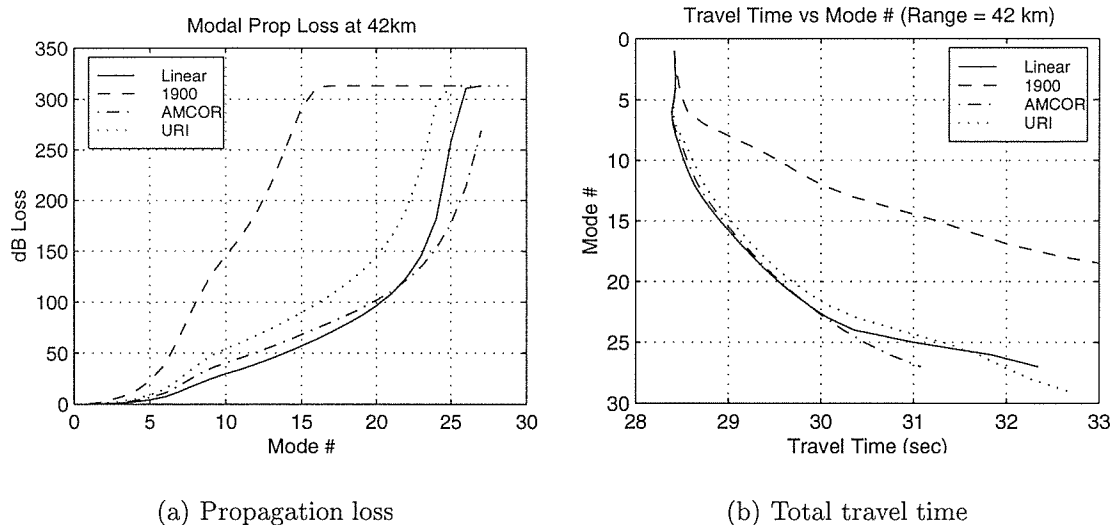 Modal Prop Loss at 42km
350
300
250
200
150
100
50
0
dB Loss
Linear
1900
AMCOR
URI
0 5 10 15 20 25 30
Mode #
(a) Propagation loss
Travel Time vs Mode # (Range = 42 km)
0
5
10
15
20
25
30
Mode #
Linear
1900
AMCOR
URI
28 29 30 31 32 33
Travel Time (sec)
(b) Total travel time